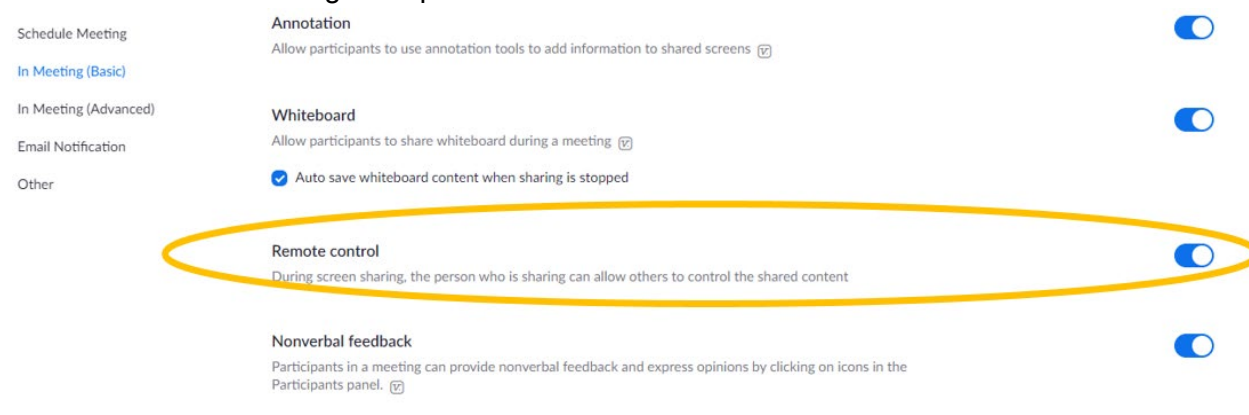 Schedule Meeting
In Meeting (Basic)
In Meeting (Advanced)
Email Notification
Other
Annotation
Allow participants to use annotation tools to add information to shared screens
Whiteboard
Allow participants to share whiteboard during a meeting
Auto save whiteboard content when sharing is stopped
Remote control
During screen sharing, the person who is sharing can allow others to control the shared content
Nonverbal feedback
Participants in a meeting can provide nonverbal feedback and express opinions by clicking on icons in the
Participants panel.